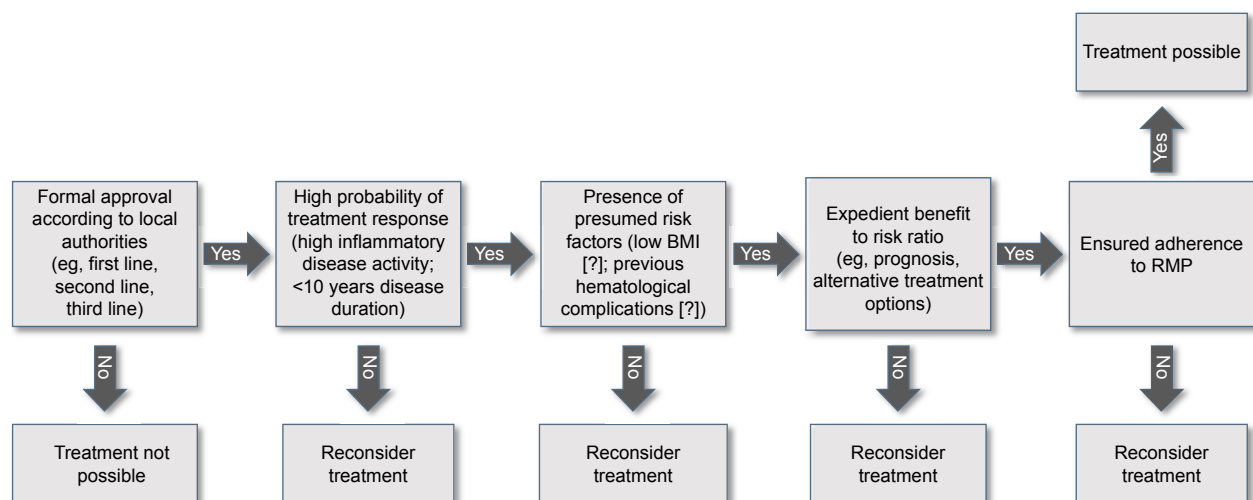 Treatment possible
Yes
Formal approval
according to local
authorities
(eg, first line,
second line,
third line)
Yes
High probability of
treatment response
(high inflammatory
disease activity;
<10 years disease
duration)
Yes
Presence of
presumed risk
factors (low BMI
[?]; previous
hematological
complications [?])
Yes
Expedient benefit
to risk ratio
(eg, prognosis,
alternative treatment
options)
Yes
Ensured adherence
to RMP
No
No
No
No
No
Treatment not
possible
Reconsider
treatment
Reconsider
treatment
Reconsider
treatment
Reconsider
treatment